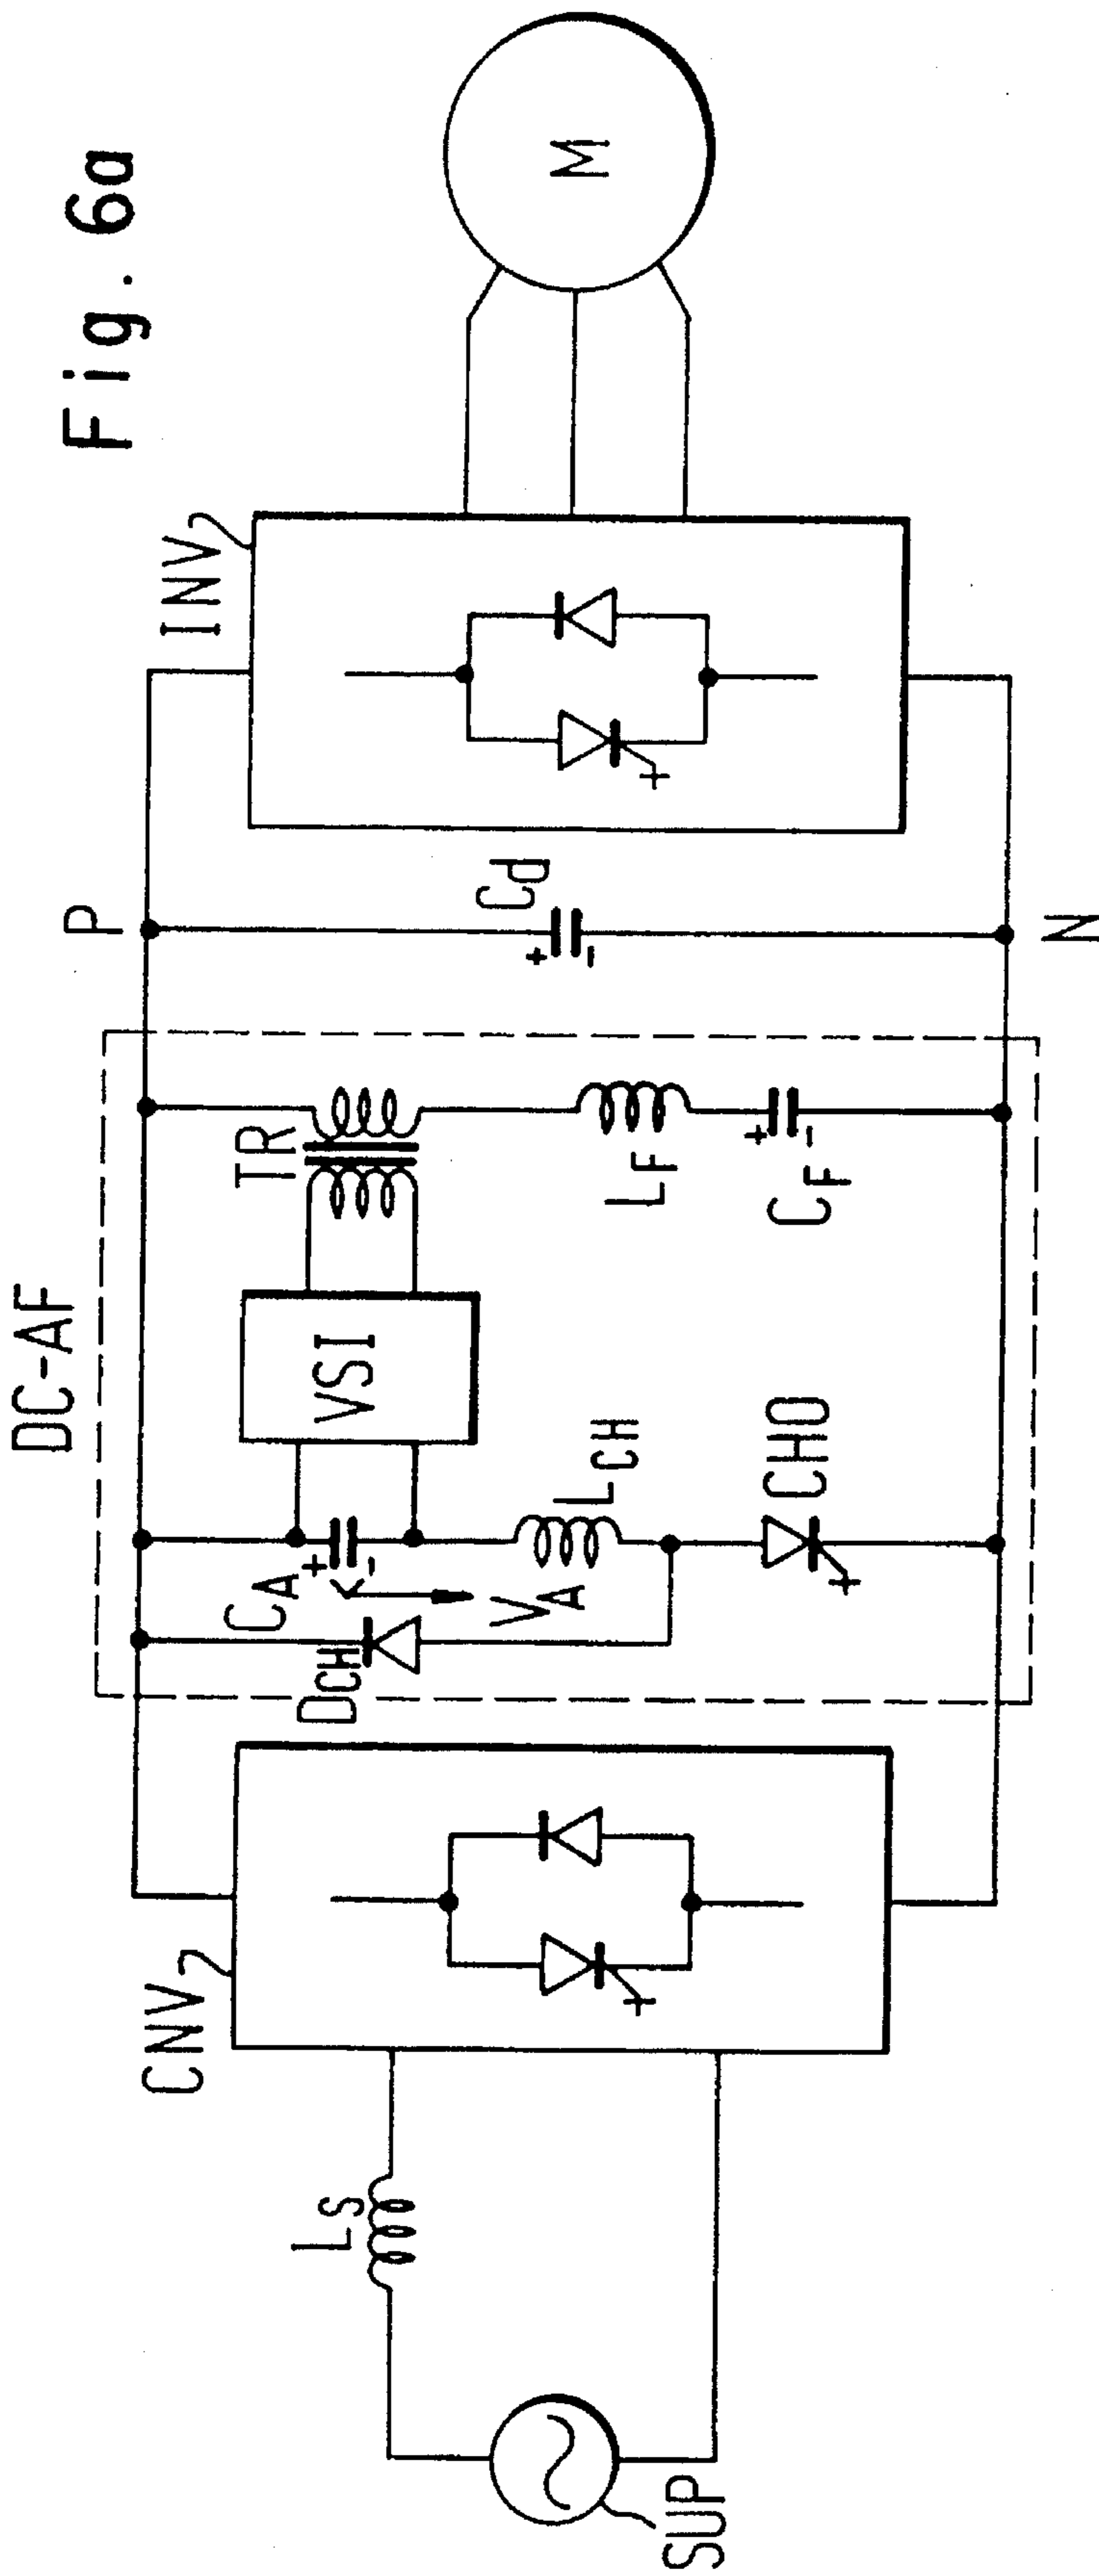 Fig. 6a
DC-AF
P
CNV
INV
TR
CA
+
-
VSI
Cd
+
-
LS
DCH
VA
LCH
LF
M
CHO
CF
+
-
SUP
N